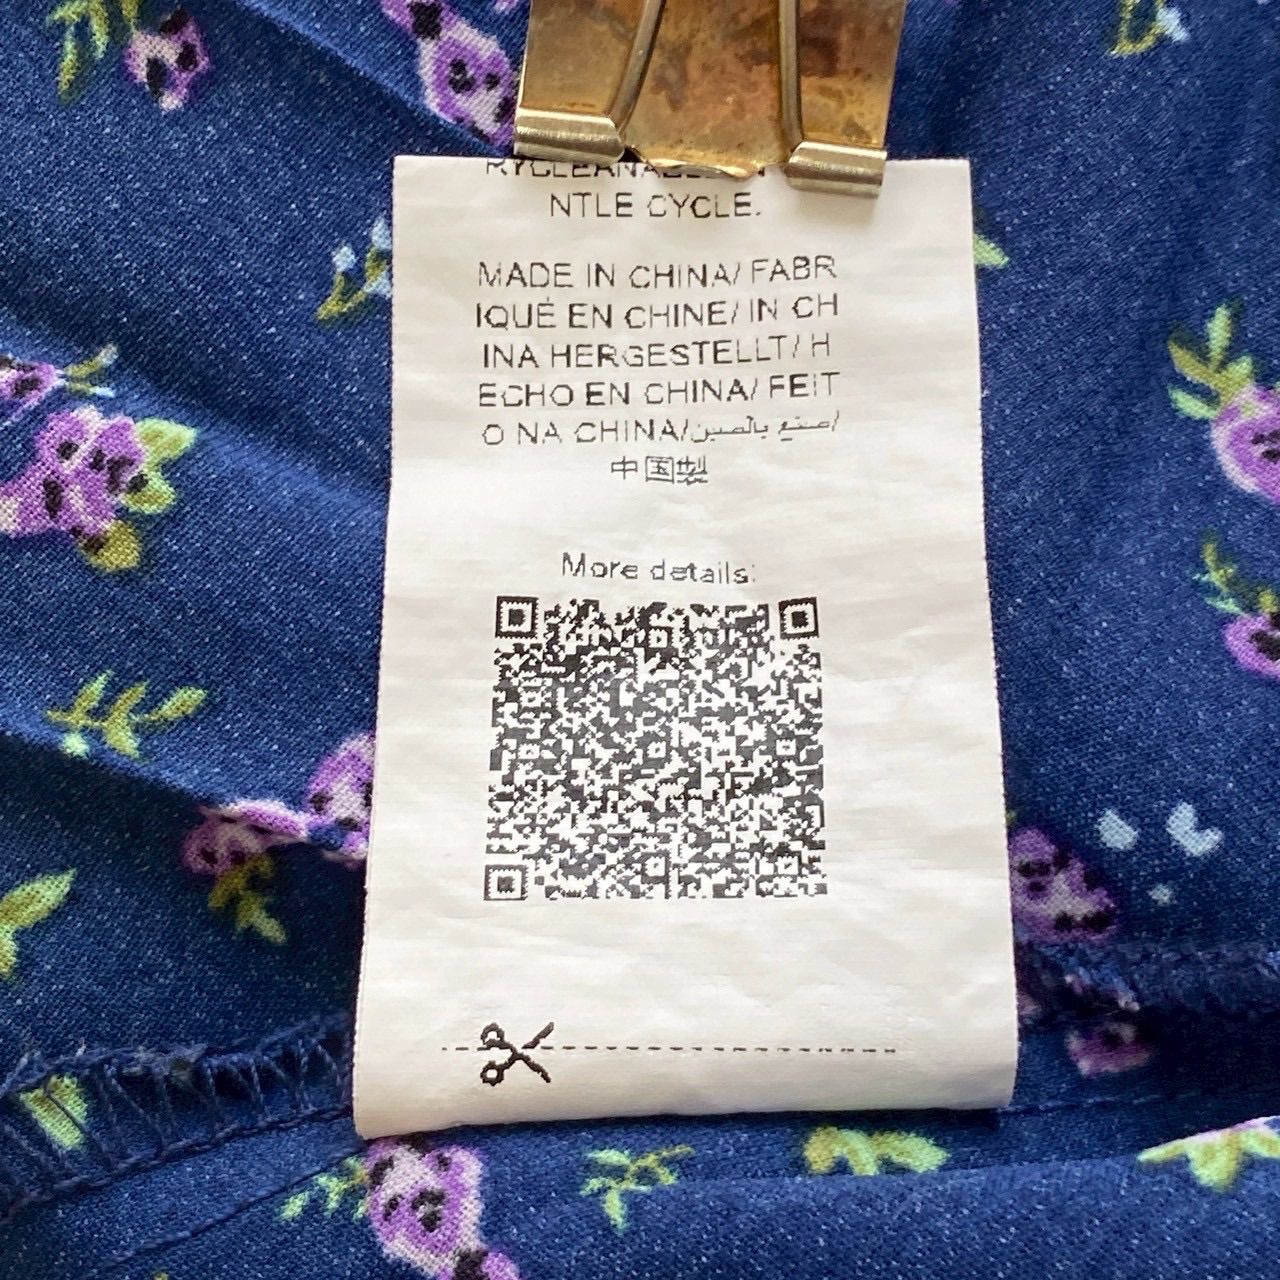 NTLE CYCLE.
MADE IN CHINA/ FABR
IQUÉ EN CHINE/ IN CH
INA HERGESTELLT/ H
ECHO EN CHINA/ FEIT
O NA CHINA/صنع بالصين/
中国製
More details: